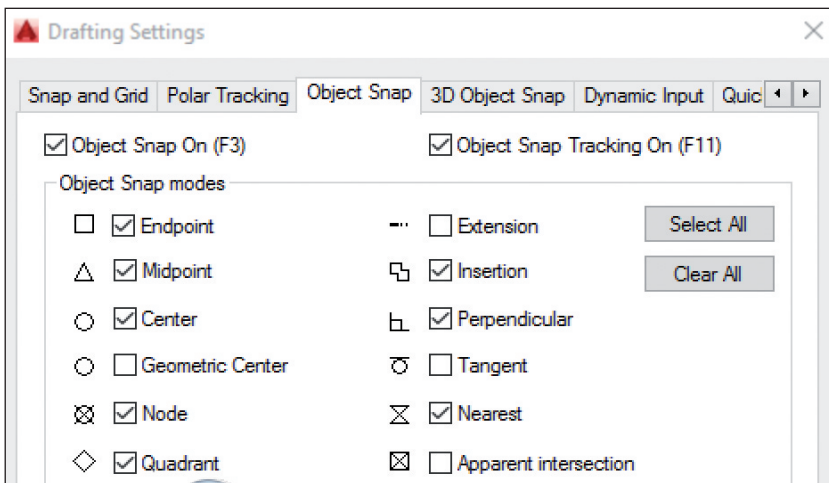 Drafting Settings
Snap and Grid Polar Tracking Object Snap 3D Object Snap Dynamic Input
Object Snap On (F3) Object Snap Tracking On (F11)
Object Snap modes
Endpoint Extension Select All
Midpoint Insertion Clear All
Center Perpendicular
Geometric Center Tangent
Node Nearest
Quadrant Apparent intersection